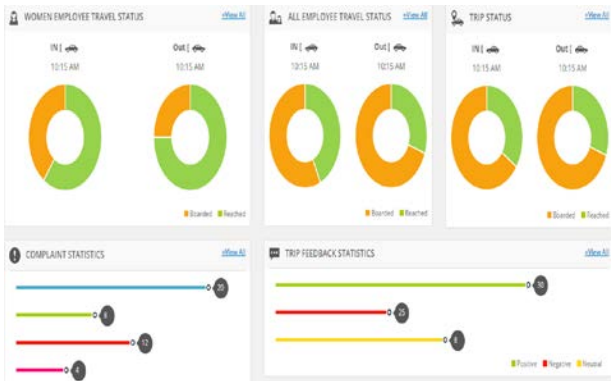 WOMEN EMPLOYEE TRAVEL STATUS
+View All
IN |
Out |
10:15 AM
10:15 AM
Boarded
Reached
ALL EMPLOYEE TRAVEL STATUS
+View All
IN |
Out |
10:15 AM
10:15 AM
Boarded
Reached
TRIP STATUS
IN |
Out |
10:15 AM
10:15 AM
Boarded
Reached
COMPLAINT STATISTICS
+View All
20
12
4
TRIP FEEDBACK STATISTICS
+View All
25
Positive
Negative
Neutral